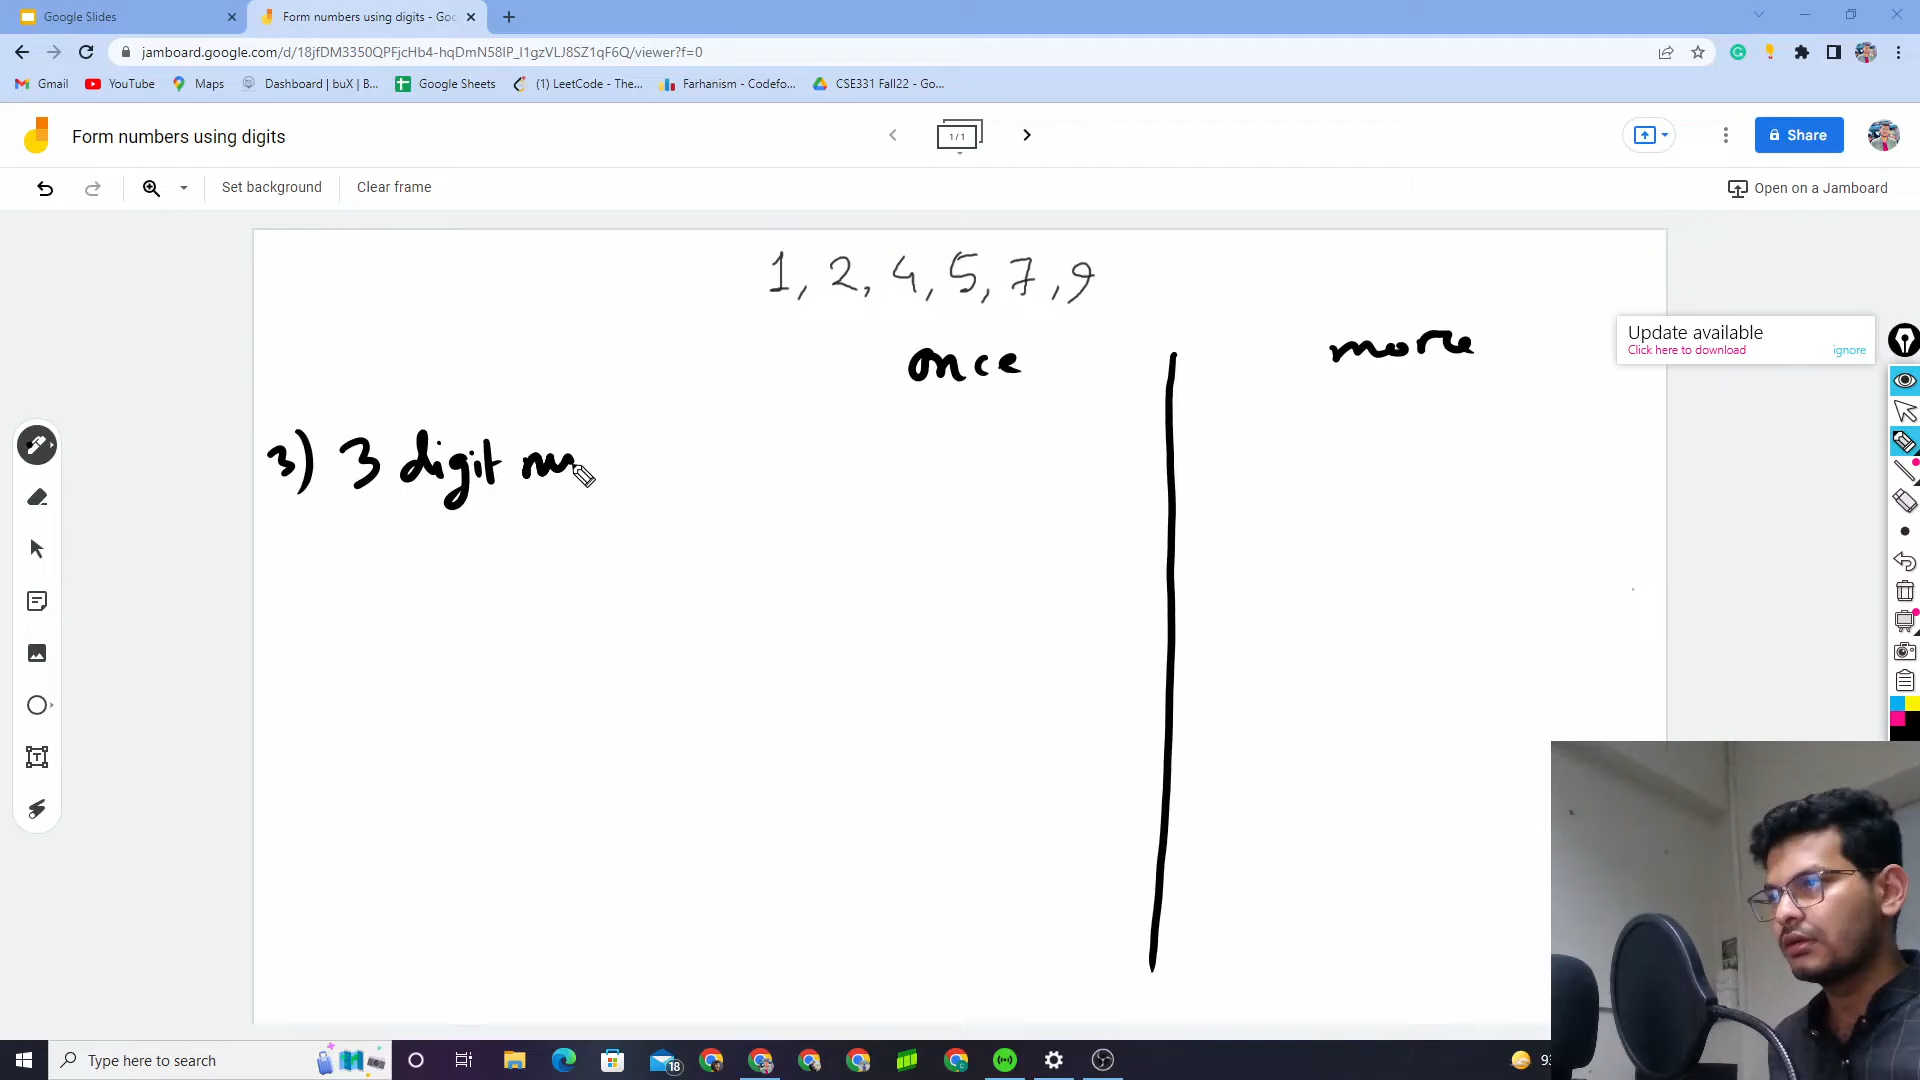 Google Slides
Form numbers using digits - Goo
jamboard.google.com/d/18jfDM3350QPFjcHb4-hqDmN58IP_I1gzVLJ8SZ1qF6Q/viewer?f=0
Gmail YouTube Maps Dashboard | buX | B... Google Sheets (1) LeetCode - The... Farhanism - Codefo... CSE331 Fall22 - Go...
Form numbers using digits
1/1
Share
Set background Clear frame Open on a Jamboard
1, 2, 4, 5, 7, 9
Update available
Click here to download ignore
once more
3) 3 digit nu
Type here to search
18